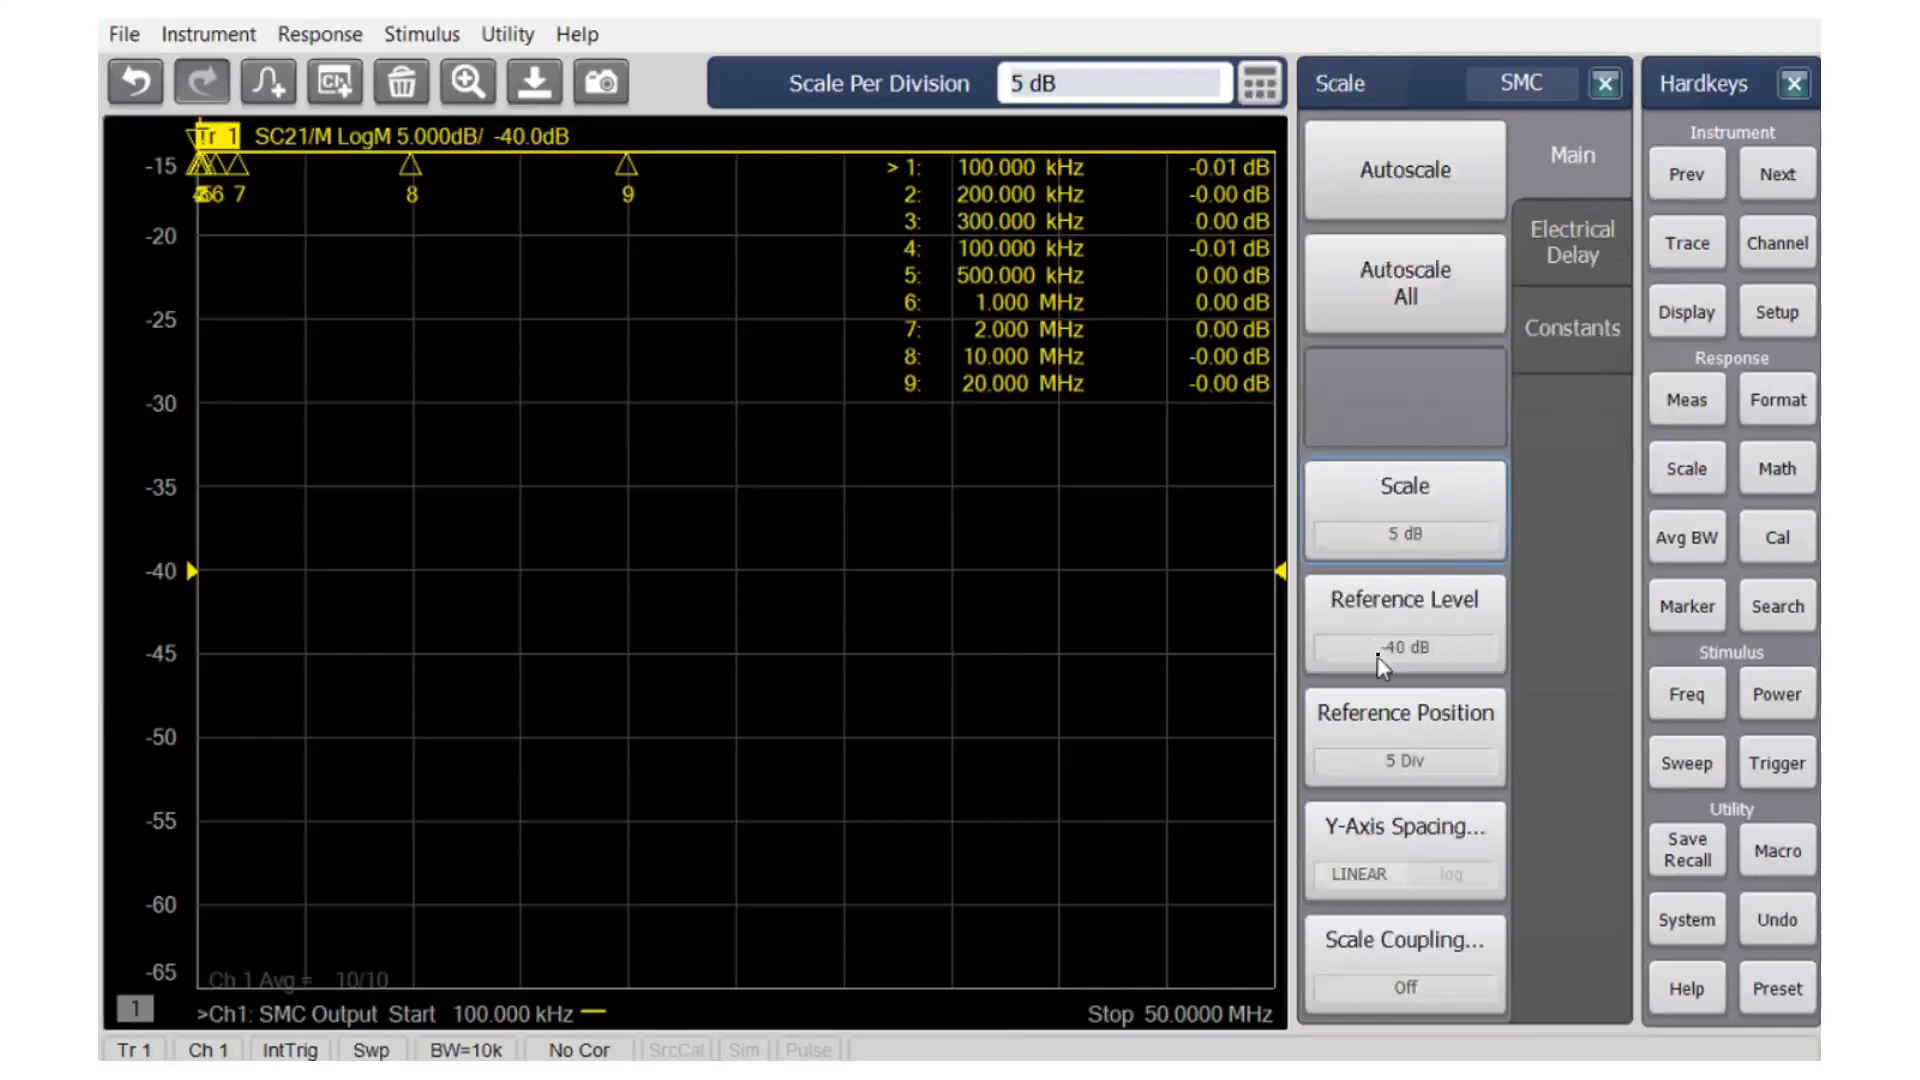 File Instrument Response Stimulus Utility Help
Scale Per Division 5 dB
Tr 1 SC21/M LogM 5.000dB/ -40.0dB
-15
-20
-25
-30
-35
-40
-45
-50
-55
-60
-65
6 7 8 9
> 1: 100.000 kHz -0.01 dB
2: 200.000 kHz -0.00 dB
3: 300.000 kHz 0.00 dB
4: 100.000 kHz -0.01 dB
5: 500.000 kHz 0.00 dB
6: 1.000 MHz 0.00 dB
7: 2.000 MHz 0.00 dB
8: 10.000 MHz -0.00 dB
9: 20.000 MHz -0.00 dB
Ch 1 Avg = 10/10
1
>Ch1: SMC Output Start 100.000 kHz Stop 50.0000 MHz
Tr 1 Ch 1 IntTrig Swp BW=10k No Cor SrcCal Sim Pulse
Scale SMC
Autoscale
Autoscale
All
Scale
5 dB
Reference Level
-40 dB
Reference Position
5 Div
Y-Axis Spacing...
LINEAR log
Scale Coupling...
Off
Main
Electrical
Delay
Constants
Hardkeys
Instrument
Prev Next
Trace Channel
Display Setup
Response
Meas Format
Scale Math
Avg BW Cal
Marker Search
Stimulus
Freq Power
Sweep Trigger
Utility
Save
Recall
Macro
System Undo
Help Preset